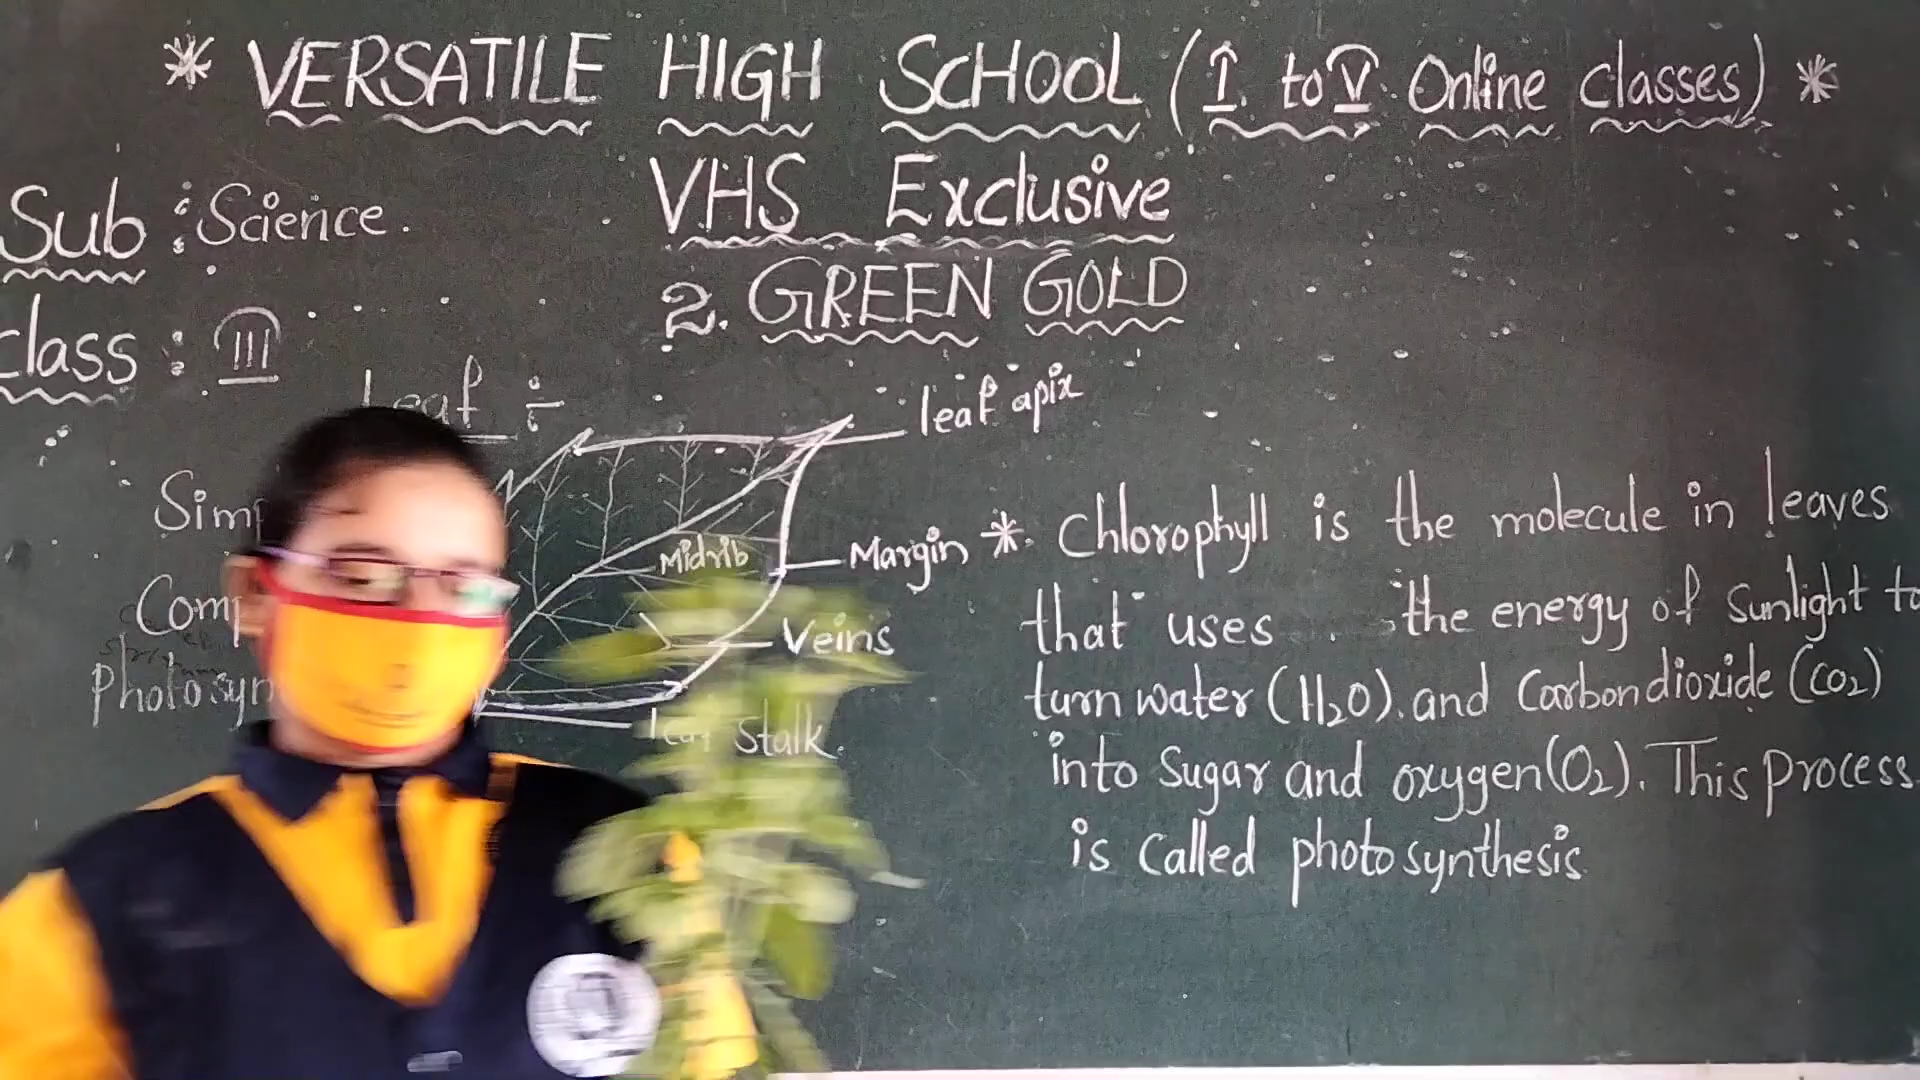 * VERSATILE HIGH SCHOOL (I to V Online classes) *
VHS Exclusive
Sub : Science.
2. GREEN GOLD
class : III
Leaf :
leaf apix
Midrib
Margin
Veins
leaf stalk.
* Chlorophyll is the molecule in leaves
that uses the energy of sunlight to
turn water (H2O). and Carbondioxide (CO2)
into Sugar and oxygen(O2). This process
is called photosynthesis.